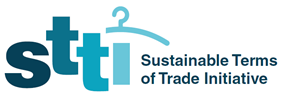 stti
Sustainable Terms
of Trade Initiative